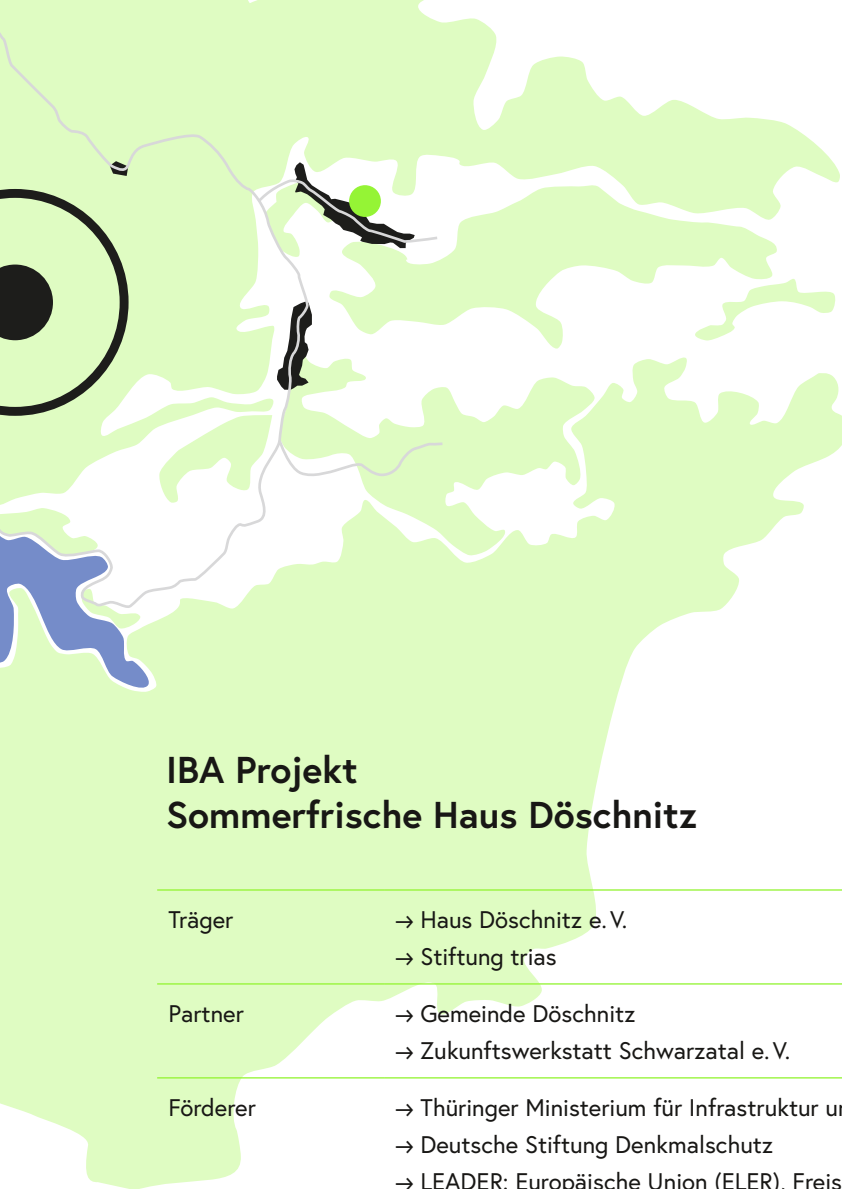 IBA Projekt
Sommerfrische Haus Döschnitz
Träger
→ Haus Döschnitz e. V.
→ Stiftung trias
Partner
→ Gemeinde Döschnitz
→ Zukunftswerkstatt Schwarzatal e. V.
Förderer
→ Thüringer Ministerium für Infrastruktur
→ Deutsche Stiftung Denkmalschutz
→ LEADER: Europäische Union (ELER),